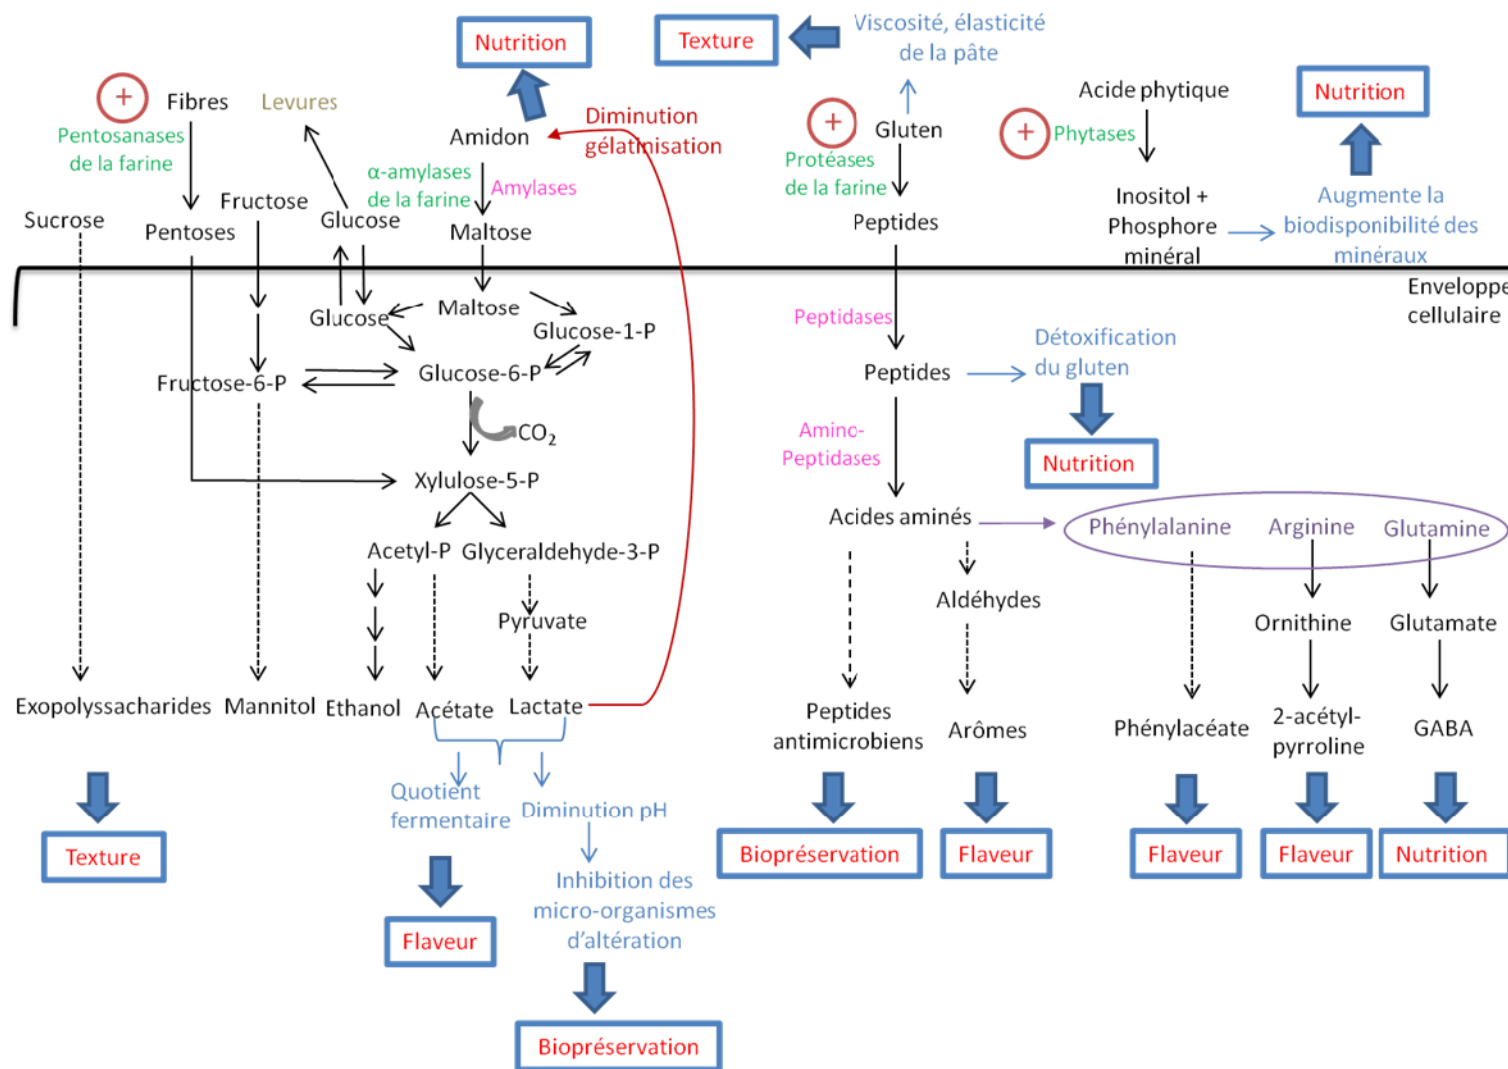 Nutrition
Texture
Viscosité, élasticité
de la pâte
+
Fibres
Levures
Pentosanases
de la farine
Amidon
Diminution
gélatinisation
α-amylases
de la farine
Amylases
+
Gluten
Protéases
de la farine
Acide phytique
+
Phytases
Nutrition
Sucrose
Pentoses
Fructose
Glucose
Maltose
Peptides
Inositol +
Phosphore
minéral
Augmente la
biodisponibilité des
minéraux
Enveloppe
cellulaire
Glucose
Maltose
Glucose-1-P
Fructose-6-P
Glucose-6-P
CO₂
Xylulose-5-P
Acetyl-P
Glyceraldehyde-3-P
Pyruvate
Exopolyssacharides
Mannitol
Ethanol
Acétate
Lactate
Texture
Quotient
fermentaire
Diminution pH
Flaveur
Inhibition des
micro-organismes
d'altération
Biopréservation
Peptidases
Peptides
Détoxification
du gluten
Nutrition
Amino-
Peptidases
Acides aminés
Phénylalanine
Arginine
Glutamine
Aldéhydes
Ornithine
Glutamate
Peptides
antimicrobiens
Arômes
Phénylacéate
2-acétyl-
pyrroline
GABA
Biopréservation
Flaveur
Flaveur
Flaveur
Nutrition